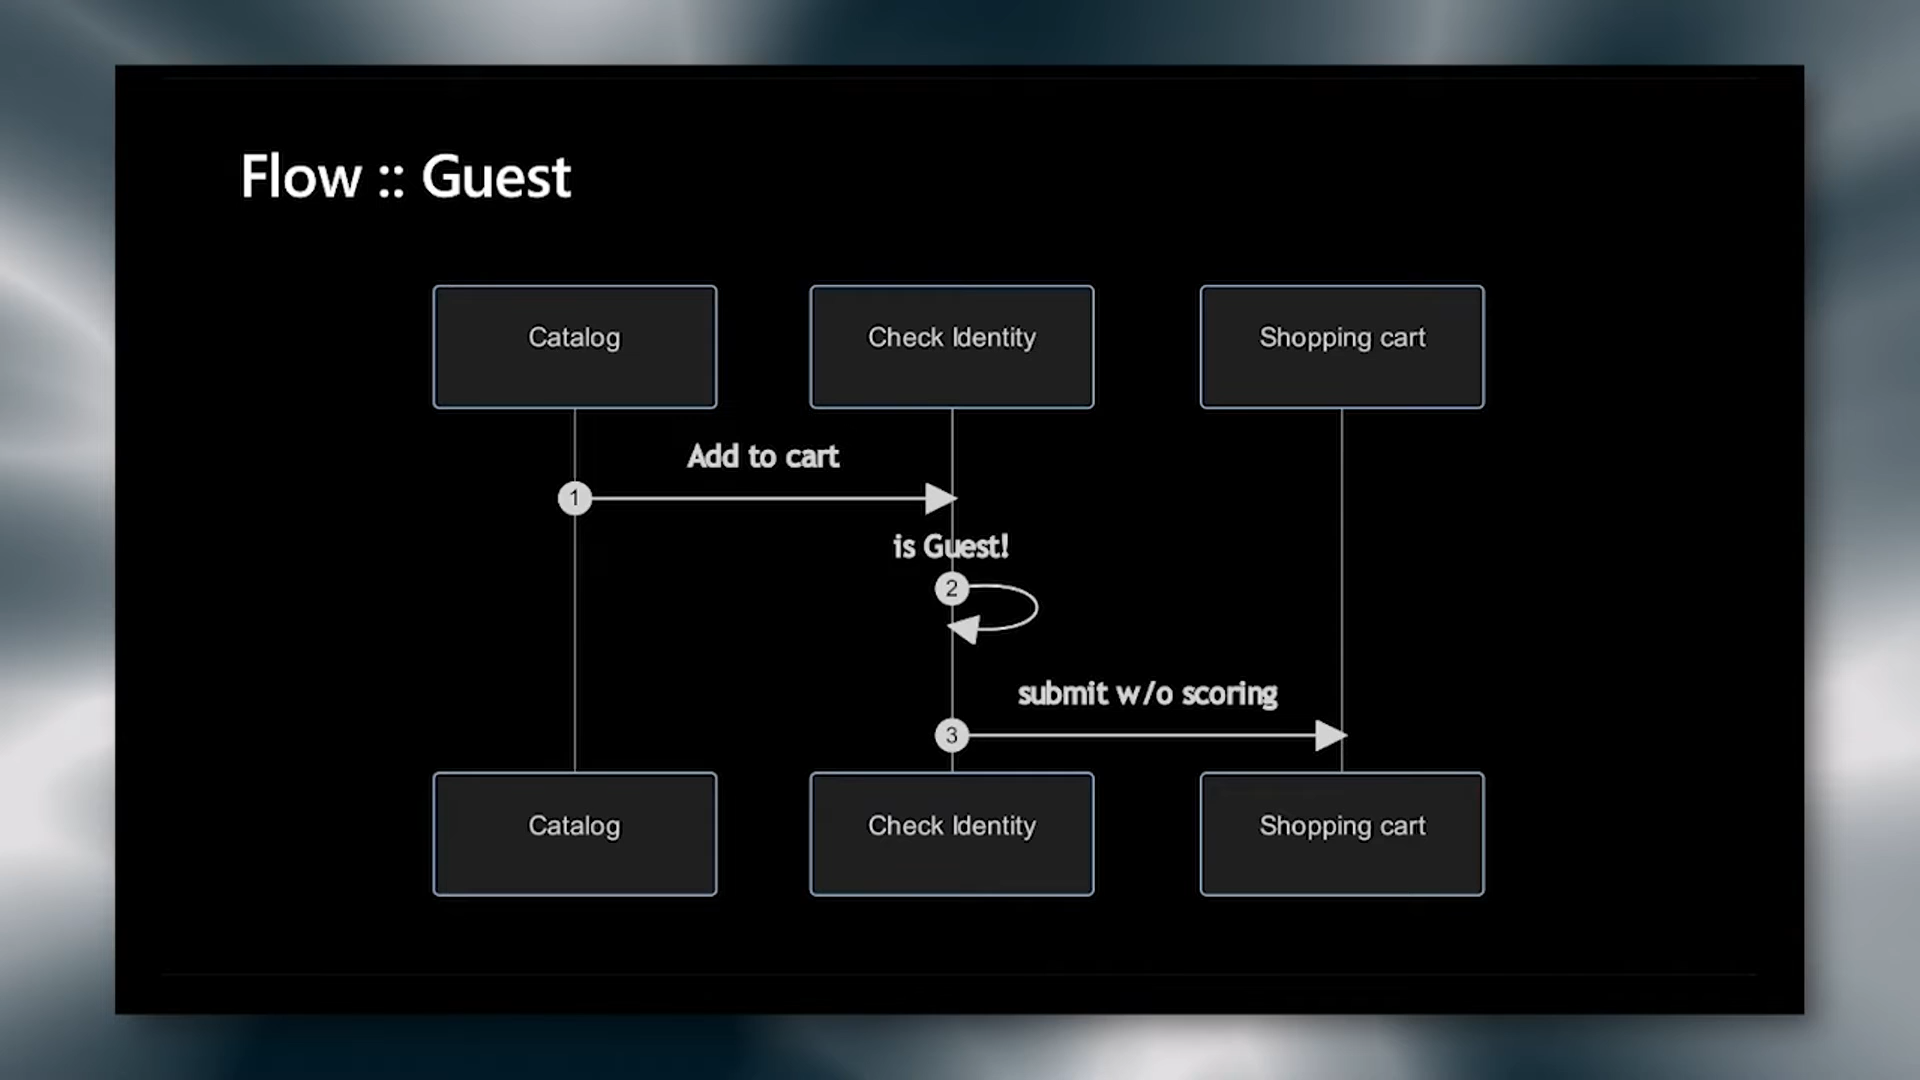 Flow :: Guest
Catalog
Check Identity
Shopping cart
Add to cart
1
is Guest!
2
submit w/o scoring
3
Catalog
Check Identity
Shopping cart